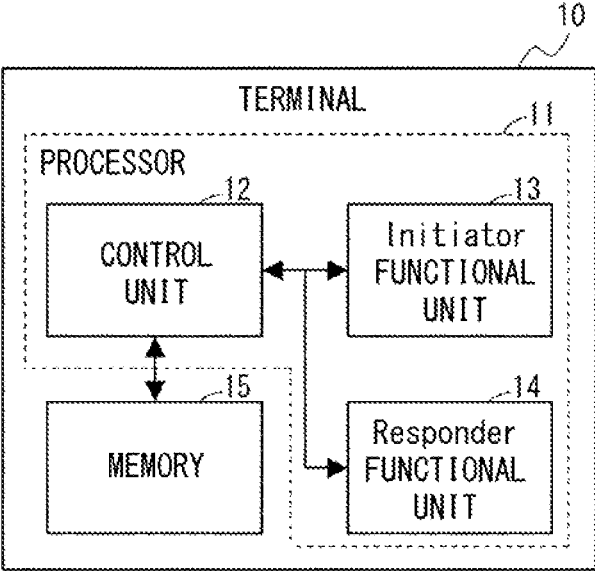 10
TERMINAL
11
PROCESSOR
12
CONTROL
UNIT
13
Initiator
FUNCTIONAL
UNIT
15
MEMORY
14
Responder
FUNCTIONAL
UNIT